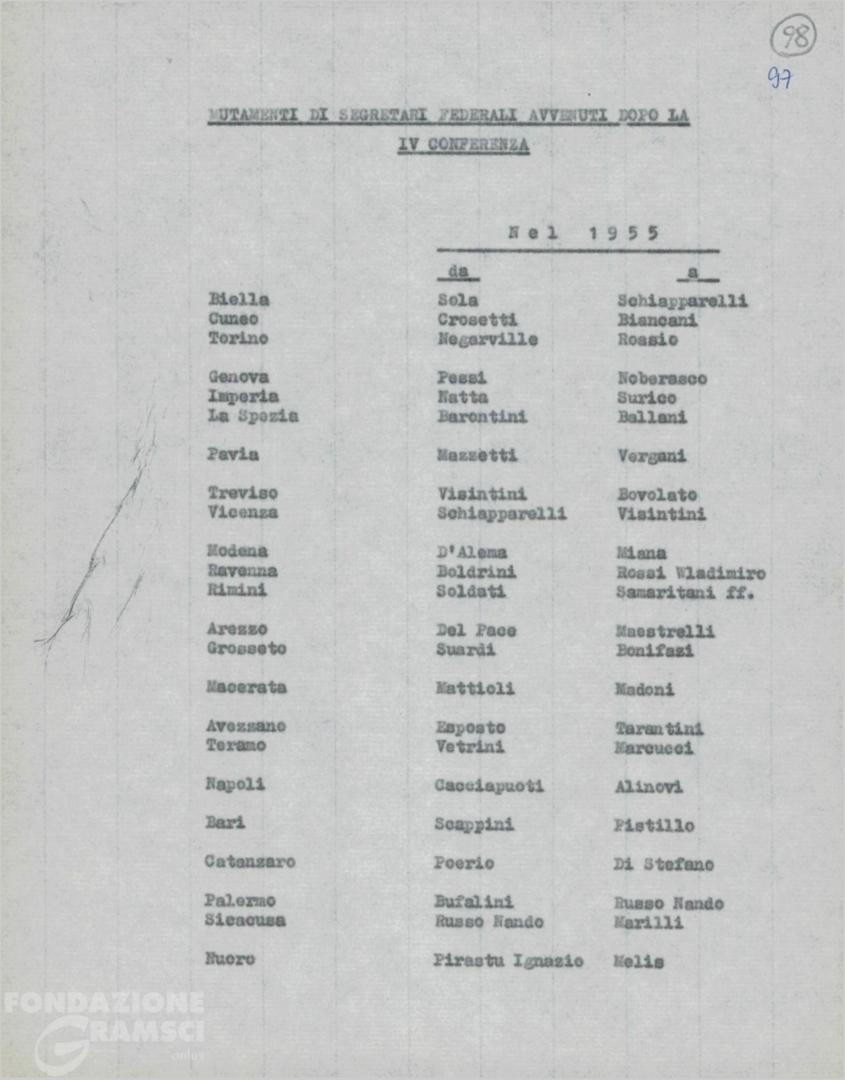 98
97
MUTAMENTI DI SEGRETARI FEDERALI AVVENUTI DOPO LA
IV CONFERENZA
Nel 1955
da a
Biella Sola Schiapparelli
Cuneo Crosetti Biancani
Torino Negarville Roasio
Genova Pessi Noberasco
Imperia Natta Surico
La Spezia Barontini Ballani
Pavia Mazzetti Vergani
Treviso Visintini Bovolato
Vicenza Schiapparelli Visintini
Modena D'Alema Miana
Ravenna Boldrini Rossi Wladimiro
Rimini Soldati Samaritani ff.
Arezzo Del Pace Maestrelli
Grosseto Suardi Bonifazi
Macerata Mattioli Madoni
Avezzano Esposto Tarantini
Teramo Vetrini Marcucci
Napoli Cacciapuoti Alinovi
Bari Scappini Pistillo
Catanzaro Poerio Di Stefano
Palermo Bufalini Russo Nando
Sicacusa Russo Nando Marilli
Nuoro Pirastu Ignazio Melis
FONDAZIONE
GRAMSCI
onlus